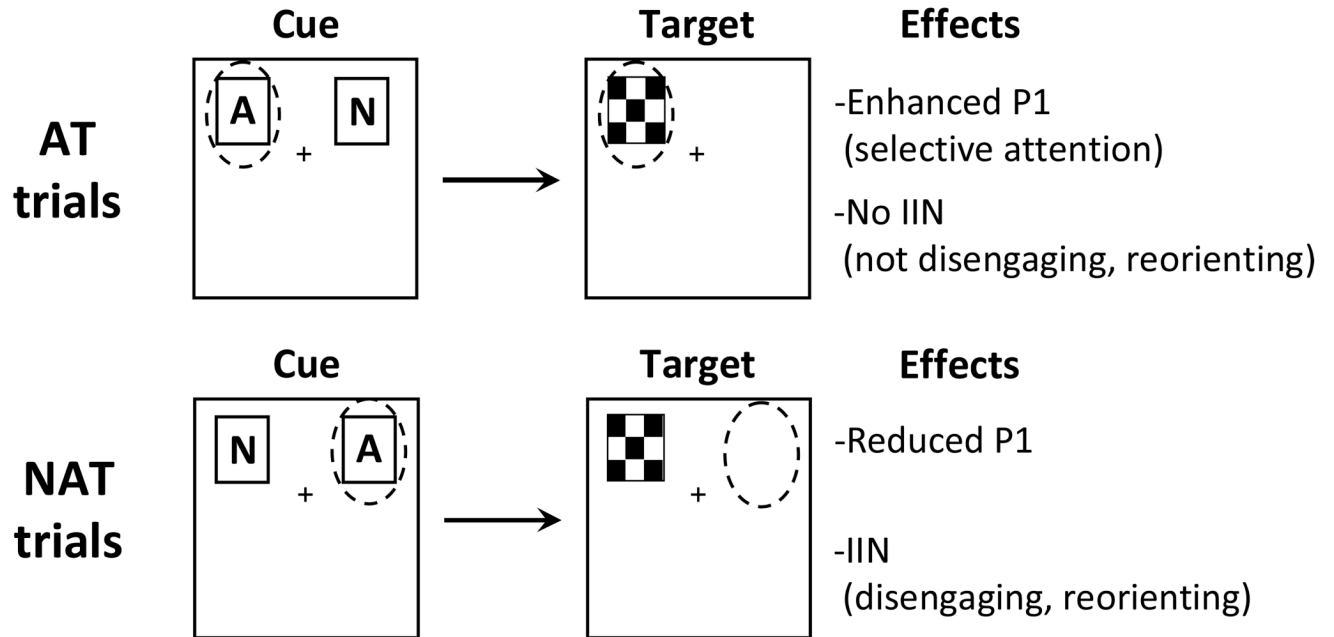 Cue Target Effects
AT
trials
A N
+ +
-Enhanced P1
(selective attention)
-No IIN
(not disengaging, reorienting)
Cue Target Effects
NAT
trials
N A
+ +
-Reduced P1
-IIN
(disengaging, reorienting)